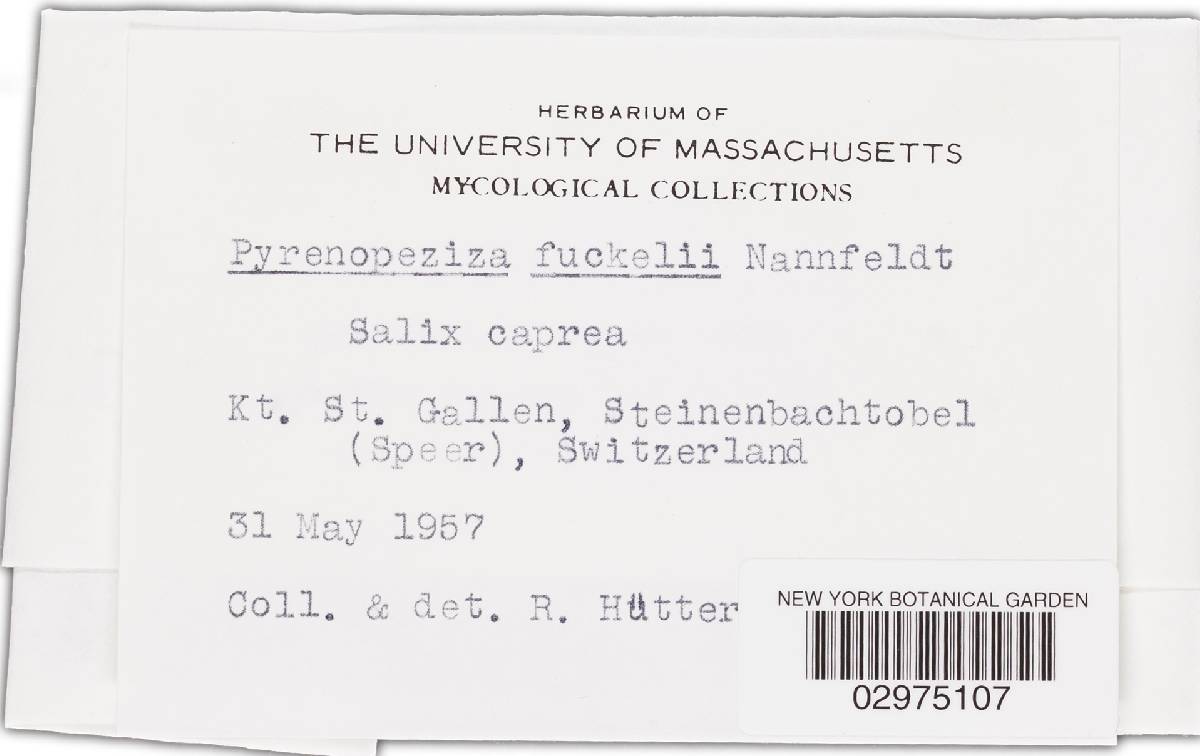 HERBARIUM OF
THE UNIVERSITY OF MASSACHUSETTS
MYCOLOGICAL COLLECTIONS
Pyrenopeziza fuckelii Nannfeldt
Salix caprea
Kt. St. Gallen, Steinenbachtobel
(Speer), Switzerland
31 May 1957
Coll. & det. R. Hütter
NEW YORK BOTANICAL GARDEN
02975107